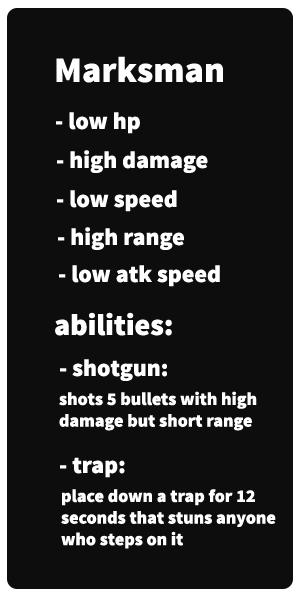 Marksman
- low hp
- high damage
- low speed
- high range
- low atk speed
abilities:
- shotgun:
shots 5 bullets with high
damage but short range
- trap:
place down a trap for 12
seconds that stuns anyone
who steps on it